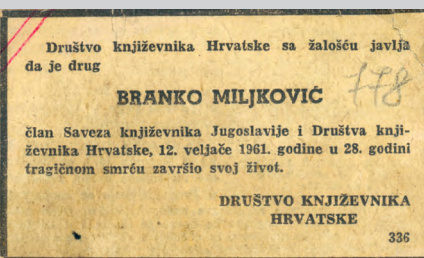 Društvo književnika Hrvatske sa žalošću javlja
da je drug
BRANKO MILJKOVIĆ
778
član Saveza književnika Jugoslavije i Društva knji-
ževnika Hrvatske, 12. veljače 1961. godine u 28. godini
tragičnom smrću završio svoj život.
DRUŠTVO KNJIŽEVNIKA
HRVATSKE
336